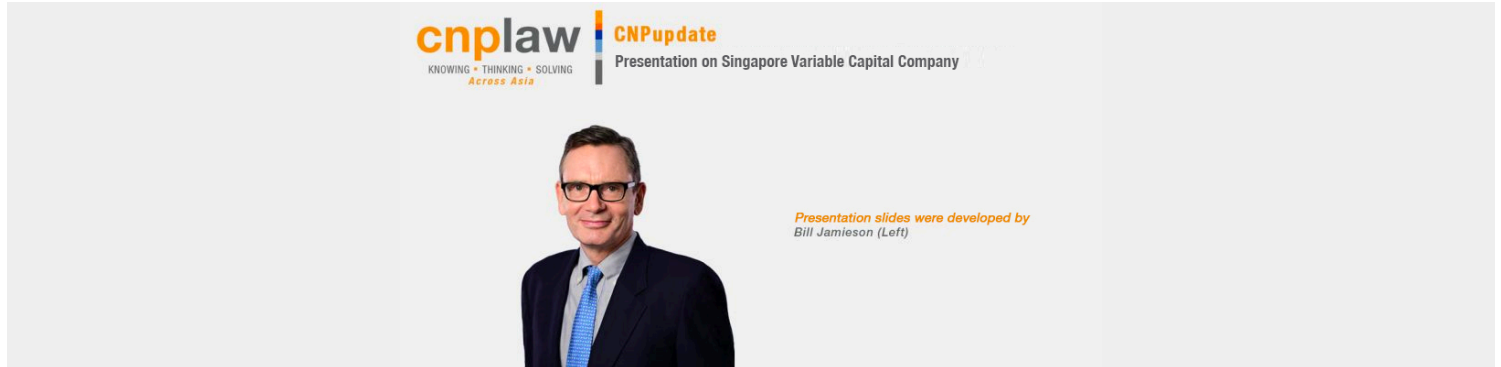 cnplaw
KNOWING • THINKING • SOLVING
Across Asia
CNPupdate
Presentation on Singapore Variable Capital Company
Presentation slides were developed by
Bill Jamieson (Left)